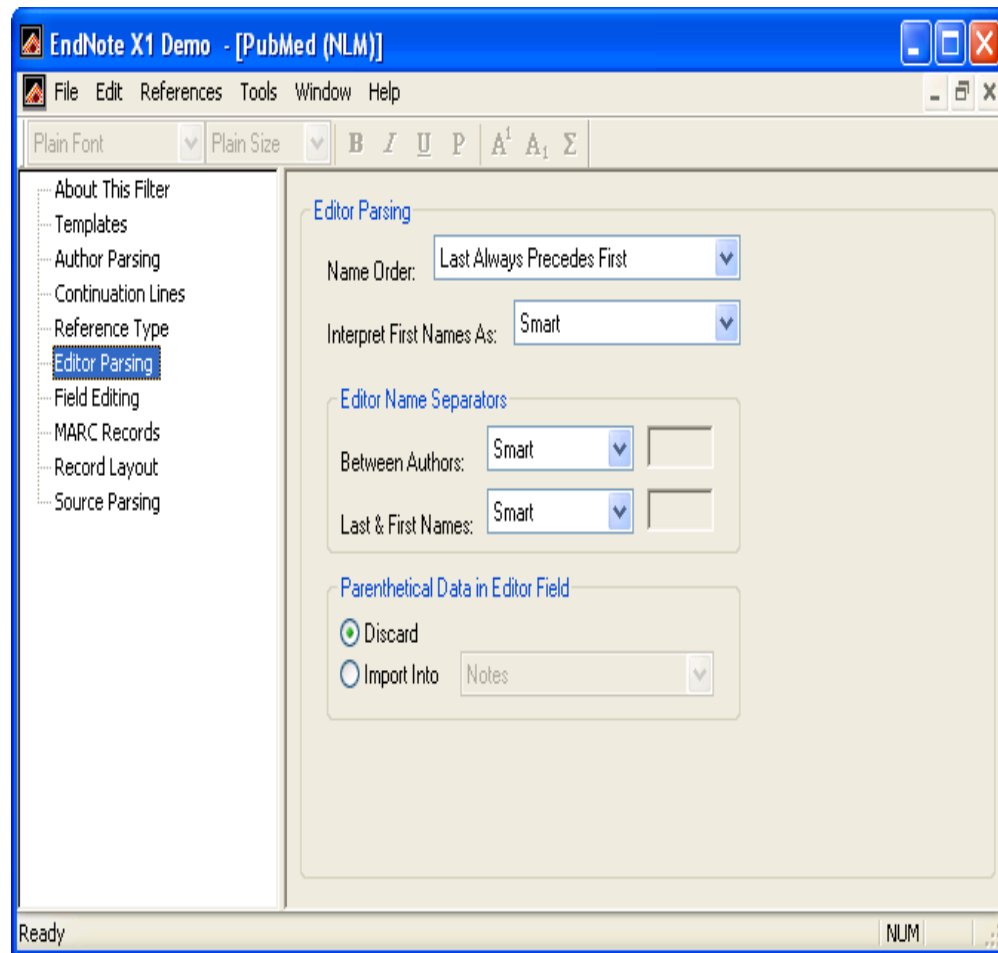 EndNote X1 Demo - [PubMed (NLM)]
File Edit References Tools Window Help
Plain Font Plain Size B I U P A1 A1 Σ
About This Filter
Templates
Author Parsing
Continuation Lines
Reference Type
Editor Parsing
Field Editing
MARC Records
Record Layout
Source Parsing
Editor Parsing
Name Order: Last Always Precedes First
Interpret First Names As: Smart
Editor Name Separators
Between Authors: Smart
Last & First Names: Smart
Parenthetical Data in Editor Field
Discard
Import Into Notes
Ready NUM